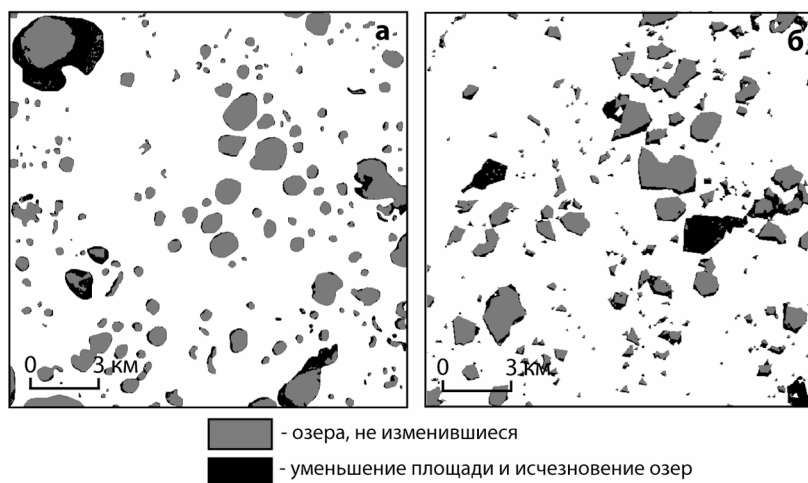 а
б
0 3 км
0 3 км
- озера, не изменившиеся
- уменьшение площади и исчезновение озер